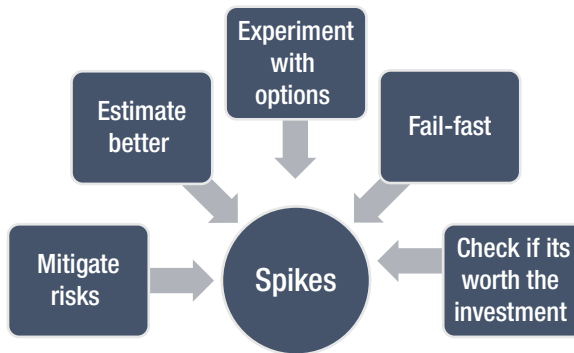 Experiment
with
options
Estimate
better
Fail-fast
Mitigate
risks
Spikes
Check if its
worth the
investment